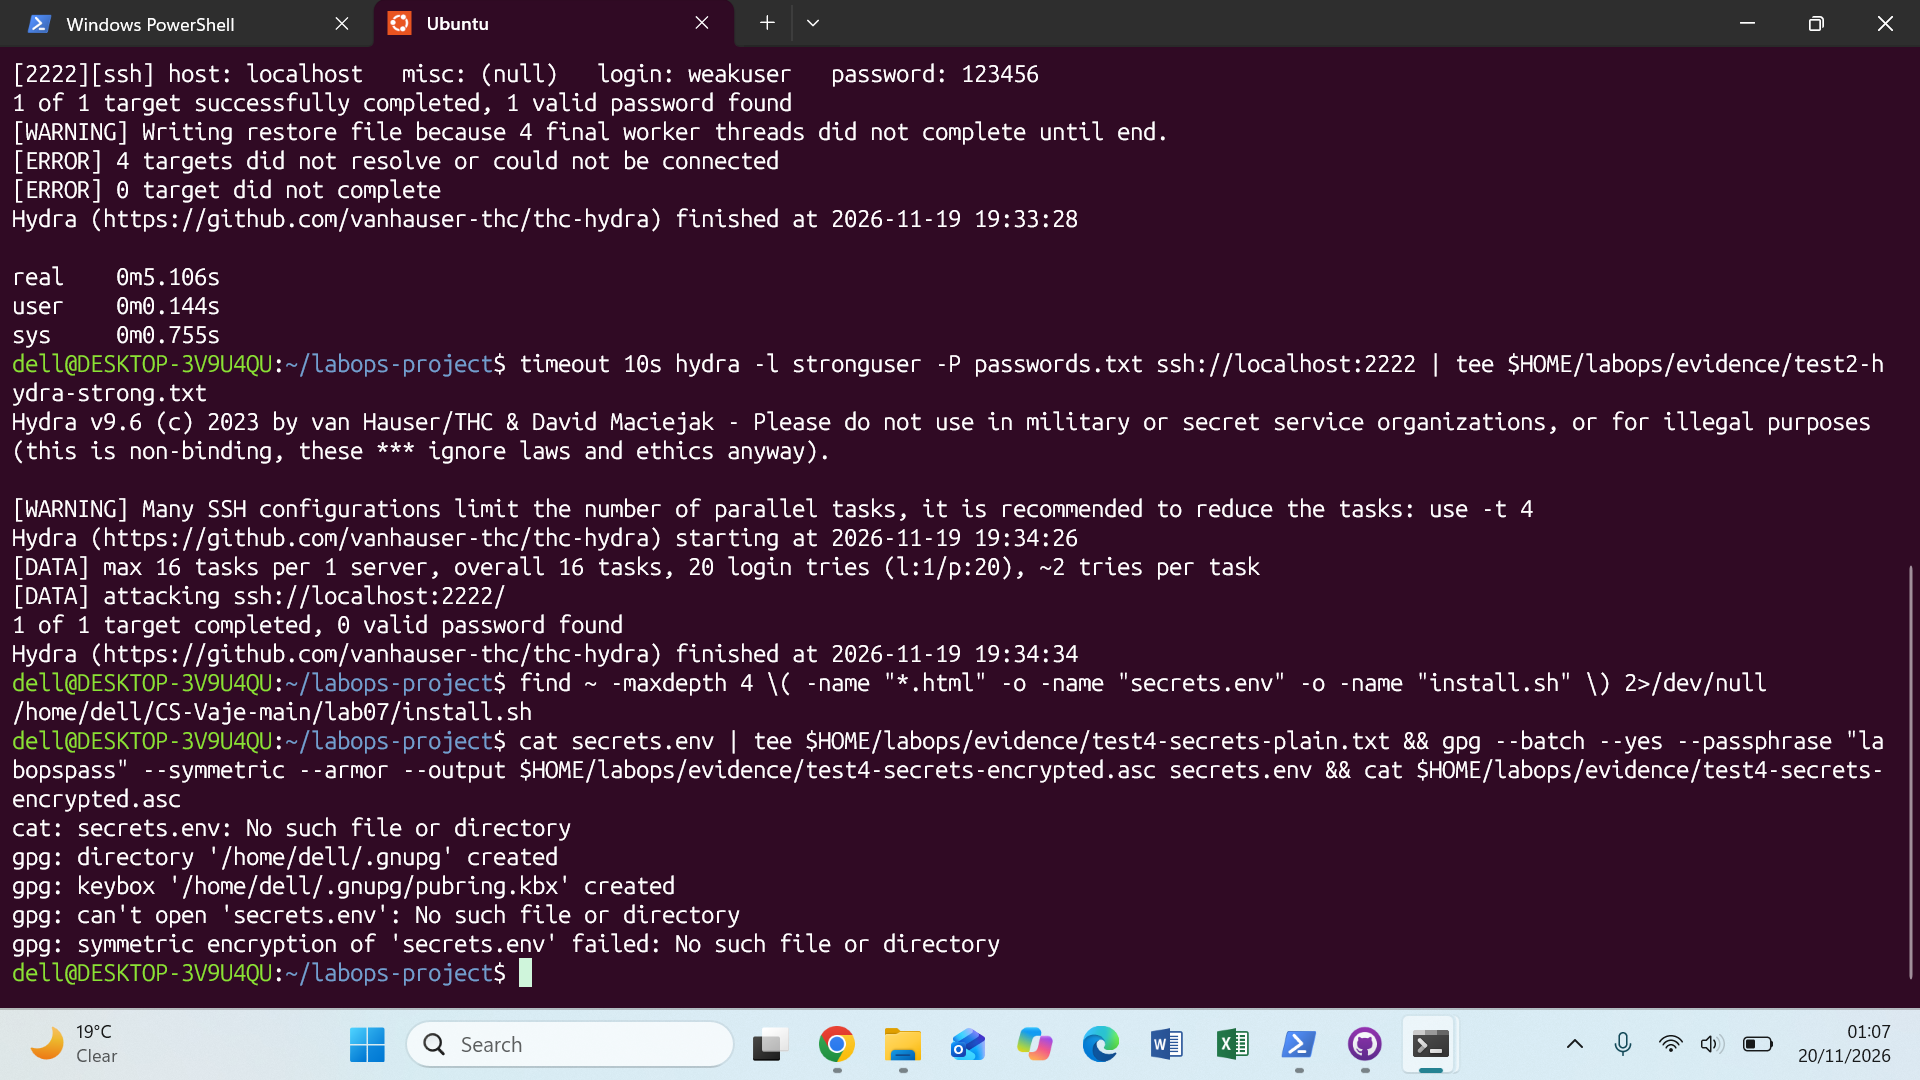 Windows PowerShell
Ubuntu
[2222][ssh] host: localhost   misc: (null)   login: weakuser   password: 123456
1 of 1 target successfully completed, 1 valid password found
[WARNING] Writing restore file because 4 final worker threads did not complete until end.
[ERROR] 4 targets did not resolve or could not be connected
[ERROR] 0 target did not complete
Hydra (https://github.com/vanhauser-thc/thc-hydra) finished at 2026-11-19 19:33:28
real    0m5.106s
user    0m0.144s
sys     0m0.755s
dell@DESKTOP-3V9U4QU:~/labops-project$ timeout 10s hydra -l stronguser -P passwords.txt ssh://localhost:2222 | tee $HOME/labops/evidence/test2-h
ydra-strong.txt
Hydra v9.6 (c) 2023 by van Hauser/THC & David Maciejak - Please do not use in military or secret service organizations, or for illegal purposes
(this is non-binding, these *** ignore laws and ethics anyway).
[WARNING] Many SSH configurations limit the number of parallel tasks, it is recommended to reduce the tasks: use -t 4
Hydra (https://github.com/vanhauser-thc/thc-hydra) starting at 2026-11-19 19:34:26
[DATA] max 16 tasks per 1 server, overall 16 tasks, 20 login tries (l:1/p:20), ~2 tries per task
[DATA] attacking ssh://localhost:2222/
1 of 1 target completed, 0 valid password found
Hydra (https://github.com/vanhauser-thc/thc-hydra) finished at 2026-11-19 19:34:34
dell@DESKTOP-3V9U4QU:~/labops-project$ find ~ -maxdepth 4 \( -name "*.html" -o -name "secrets.env" -o -name "install.sh" \) 2>/dev/null
/home/dell/CS-Vaje-main/lab07/install.sh
dell@DESKTOP-3V9U4QU:~/labops-project$ cat secrets.env | tee $HOME/labops/evidence/test4-secrets-plain.txt && gpg --batch --yes --passphrase "la
bopspass" --symmetric --armor --output $HOME/labops/evidence/test4-secrets-encrypted.asc secrets.env && cat $HOME/labops/evidence/test4-secrets-
encrypted.asc
cat: secrets.env: No such file or directory
gpg: directory '/home/dell/.gnupg' created
gpg: keybox '/home/dell/.gnupg/pubring.kbx' created
gpg: can't open 'secrets.env': No such file or directory
gpg: symmetric encryption of 'secrets.env' failed: No such file or directory
dell@DESKTOP-3V9U4QU:~/labops-project$
19°C
Clear
Search
01:07
20/11/2026